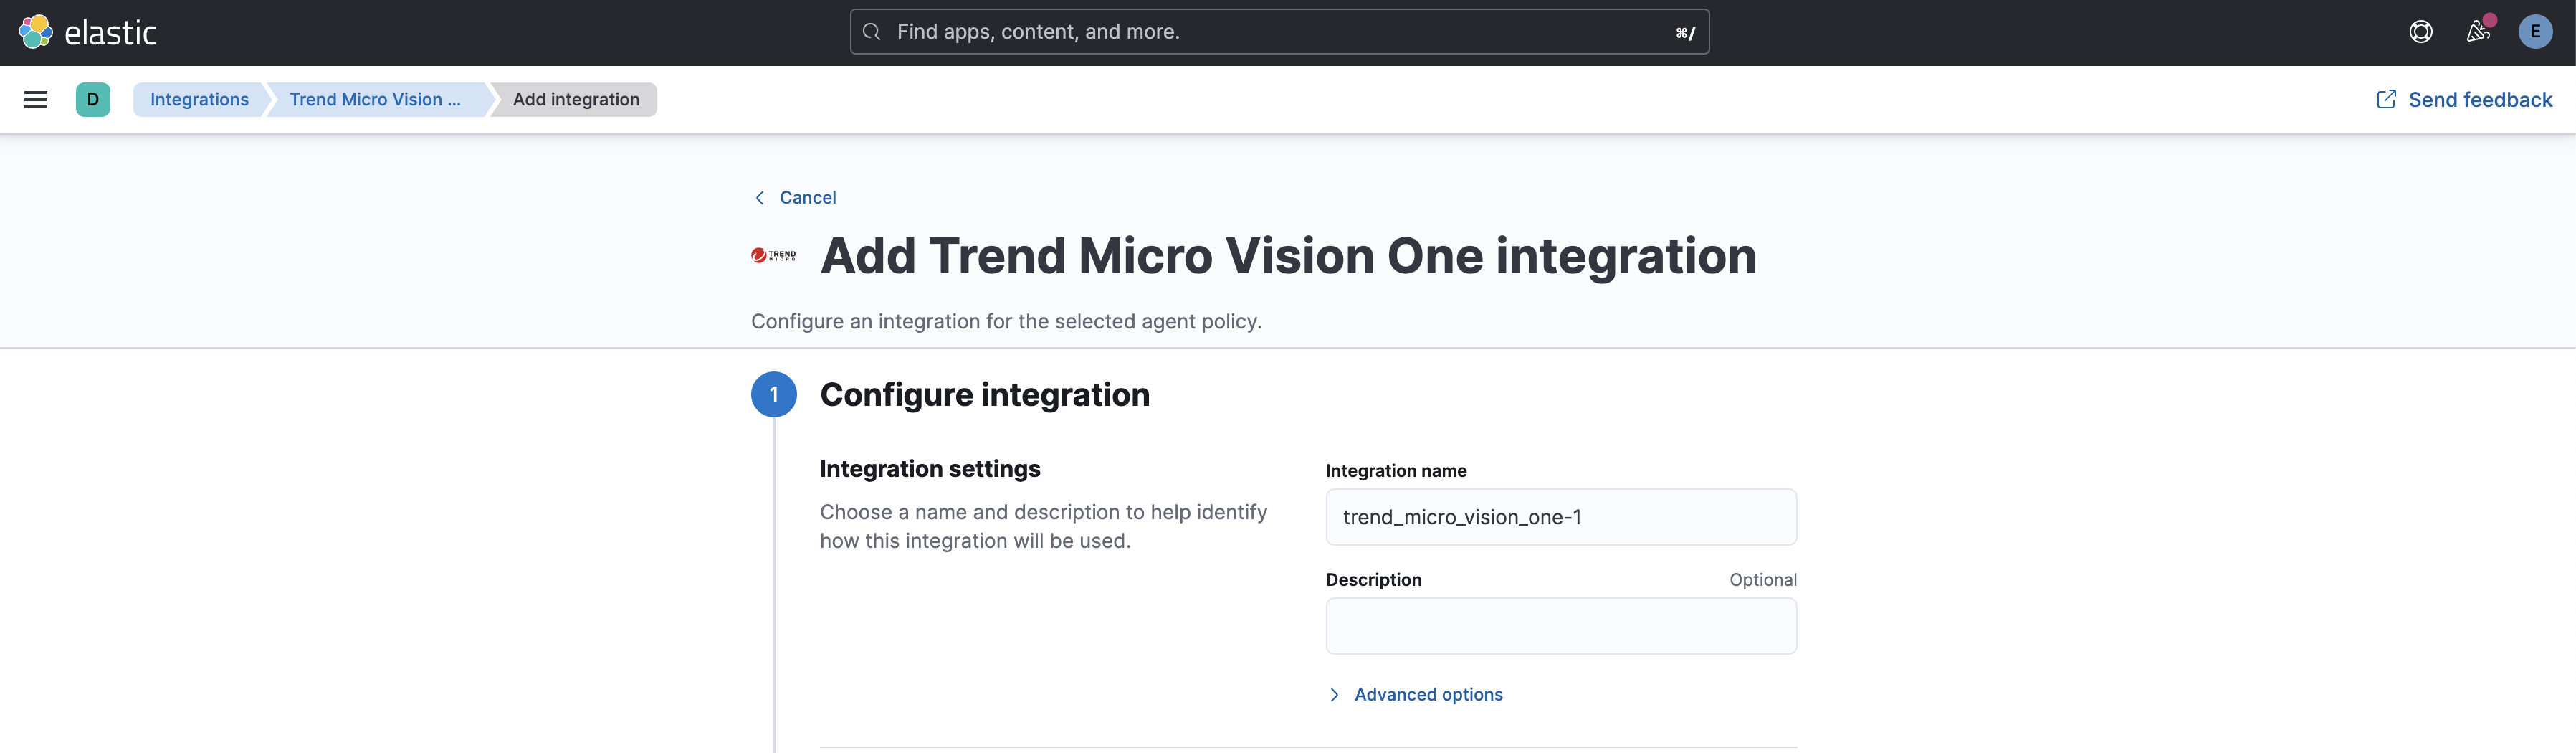 elastic
Find apps, content, and more.
⌘/
E
D
Integrations
Trend Micro Vision ...
Add integration
Send feedback
Cancel
TREND
MICRO
Add Trend Micro Vision One integration
Configure an integration for the selected agent policy.
1
Configure integration
Integration settings
Choose a name and description to help identify
how this integration will be used.
Integration name
trend_micro_vision_one-1
Description
Optional
Advanced options